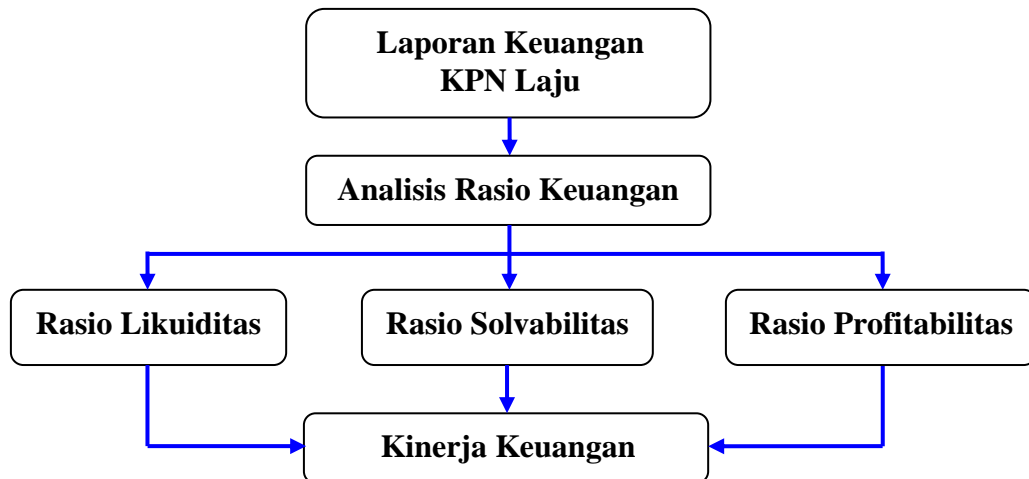 Laporan Keuangan
KPN Laju
Analisis Rasio Keuangan
Rasio Likuiditas
Rasio Solvabilitas
Rasio Profitabilitas
Kinerja Keuangan